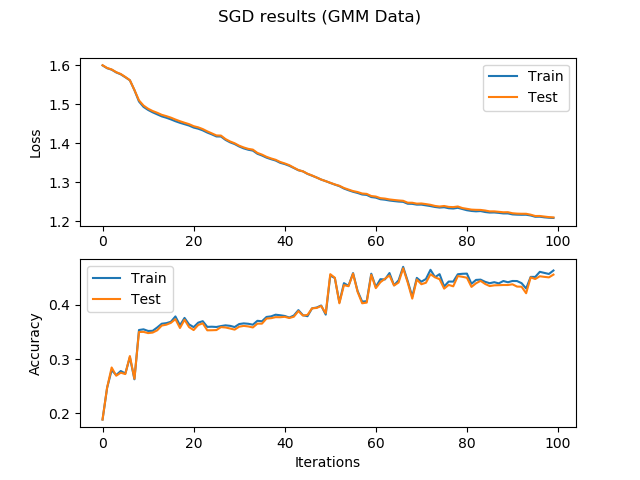 SGD results (GMM Data)
1.6
1.5
1.4
1.3
1.2
Loss
Train
Test
0 20 40 60 80 100
0.4
0.3
0.2
Accuracy
Train
Test
0 20 40 60 80 100
Iterations